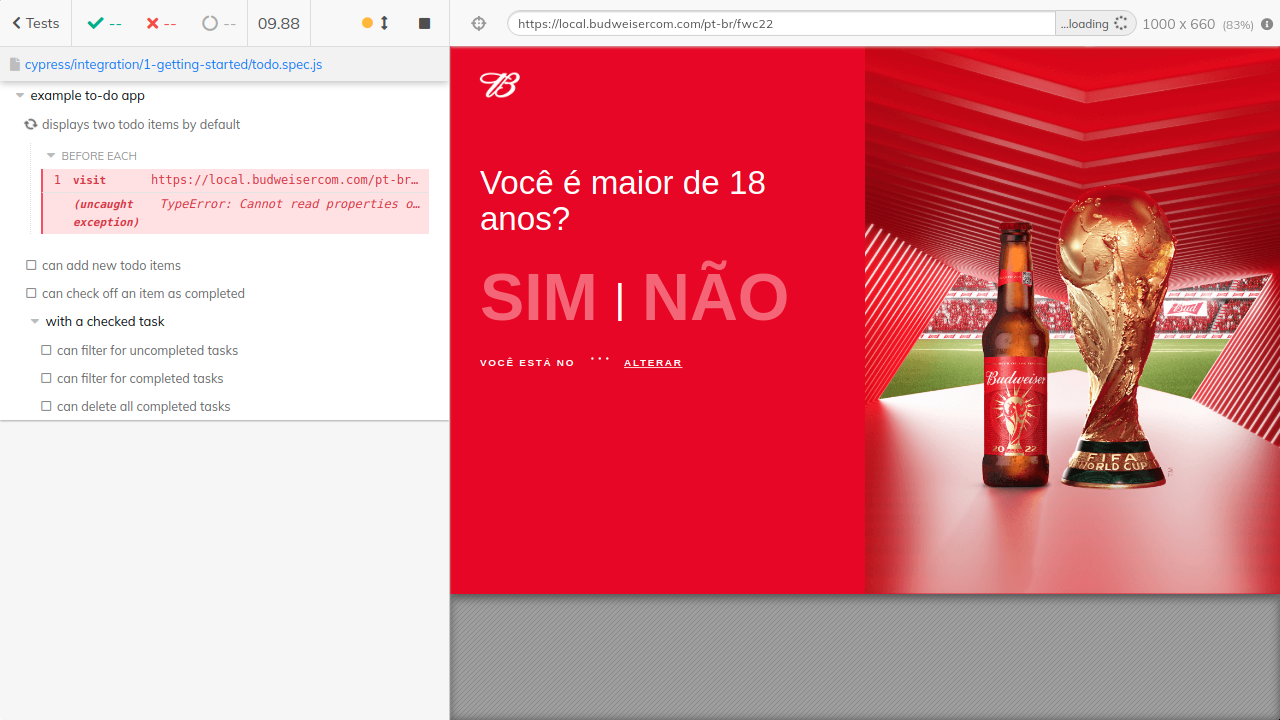 Tests
--
--
--
09.88
https://local.budweisercom.com/pt-br/fwc22
...loading
1000 x 660 (83%)
cypress/integration/1-getting-started/todo.spec.js
example to-do app
displays two todo items by default
BEFORE EACH
1 visit https://local.budweisercom.com/pt-br…
(uncaught exception) TypeError: Cannot read properties o…
can add new todo items
can check off an item as completed
with a checked task
can filter for uncompleted tasks
can filter for completed tasks
can delete all completed tasks
B
Você é maior de 18
anos?
SIM | NÃO
VOCÊ ESTÁ NO ... ALTERAR
Budweiser
20 22
FIFA
WORLD CUP
TM